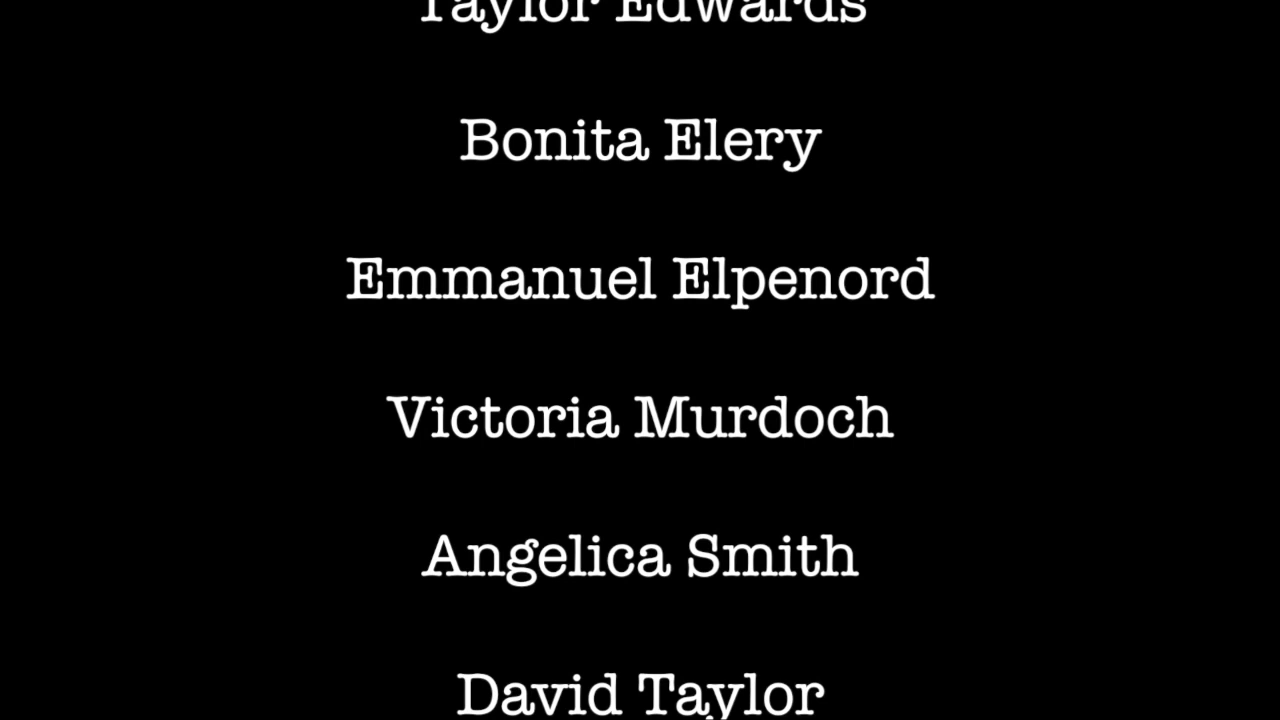 Taylor Edwards
Bonita Elery
Emmanuel Elpenord
Victoria Murdoch
Angelica Smith
David Taylor